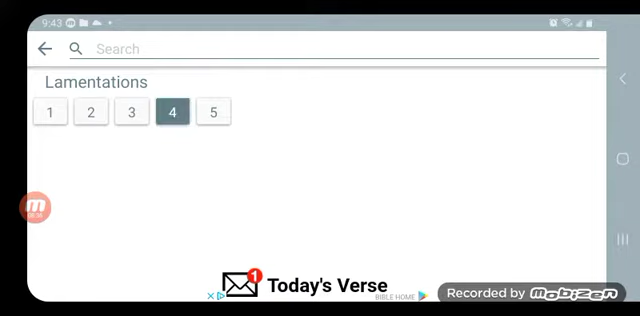 9:43
Search
Lamentations
1 2 3 4 5
1
Today's Verse
BIBLE HOME
Recorded by MOBIZEN